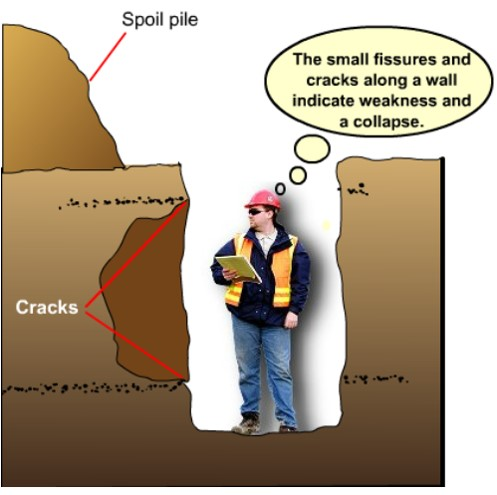 Spoil pile
The small fissures and
cracks along a wall
indicate weakness and
a collapse.
Cracks